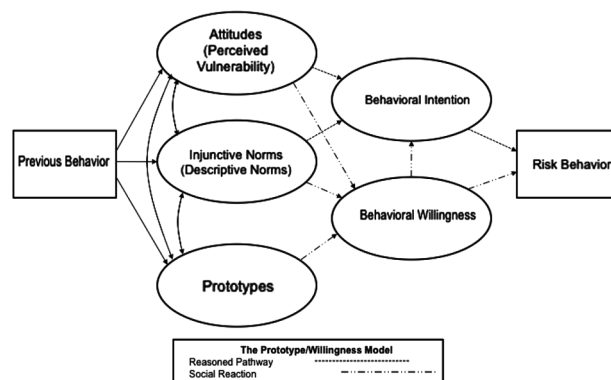 Attitudes
(Perceived
Vulnerability)
Behavioral Intention
Previous Behavior
Injunctive Norms
(Descriptive Norms)
Risk Behavior
Behavioral Willingness
Prototypes
The Prototype/Willingness Model
Reasoned Pathway
Social Reaction